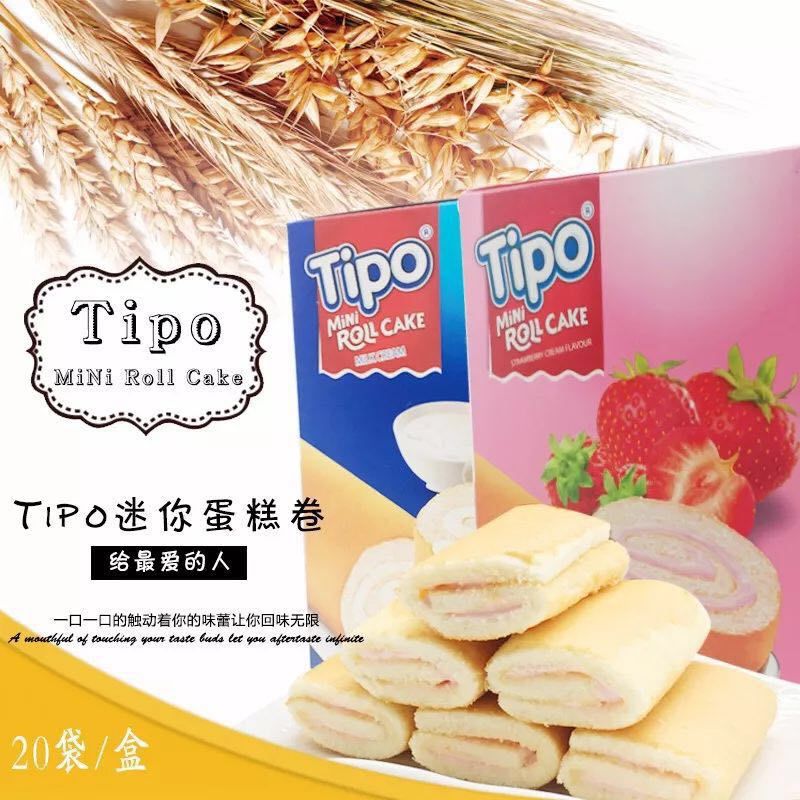 Tipo
MiNi Roll Cake
TIPO迷你蛋糕卷
给最爱的人
一口一口的触动着你的味蕾让你回味无限
A mouthful of touching your taste buds let you aftertaste infinite
20袋/盒
Tipo®
MiNi
ROLL CAKE
MILD CREAM
Tipo®
MiNi
ROLL CAKE
STRAWBERRY CREAM FLAVOUR